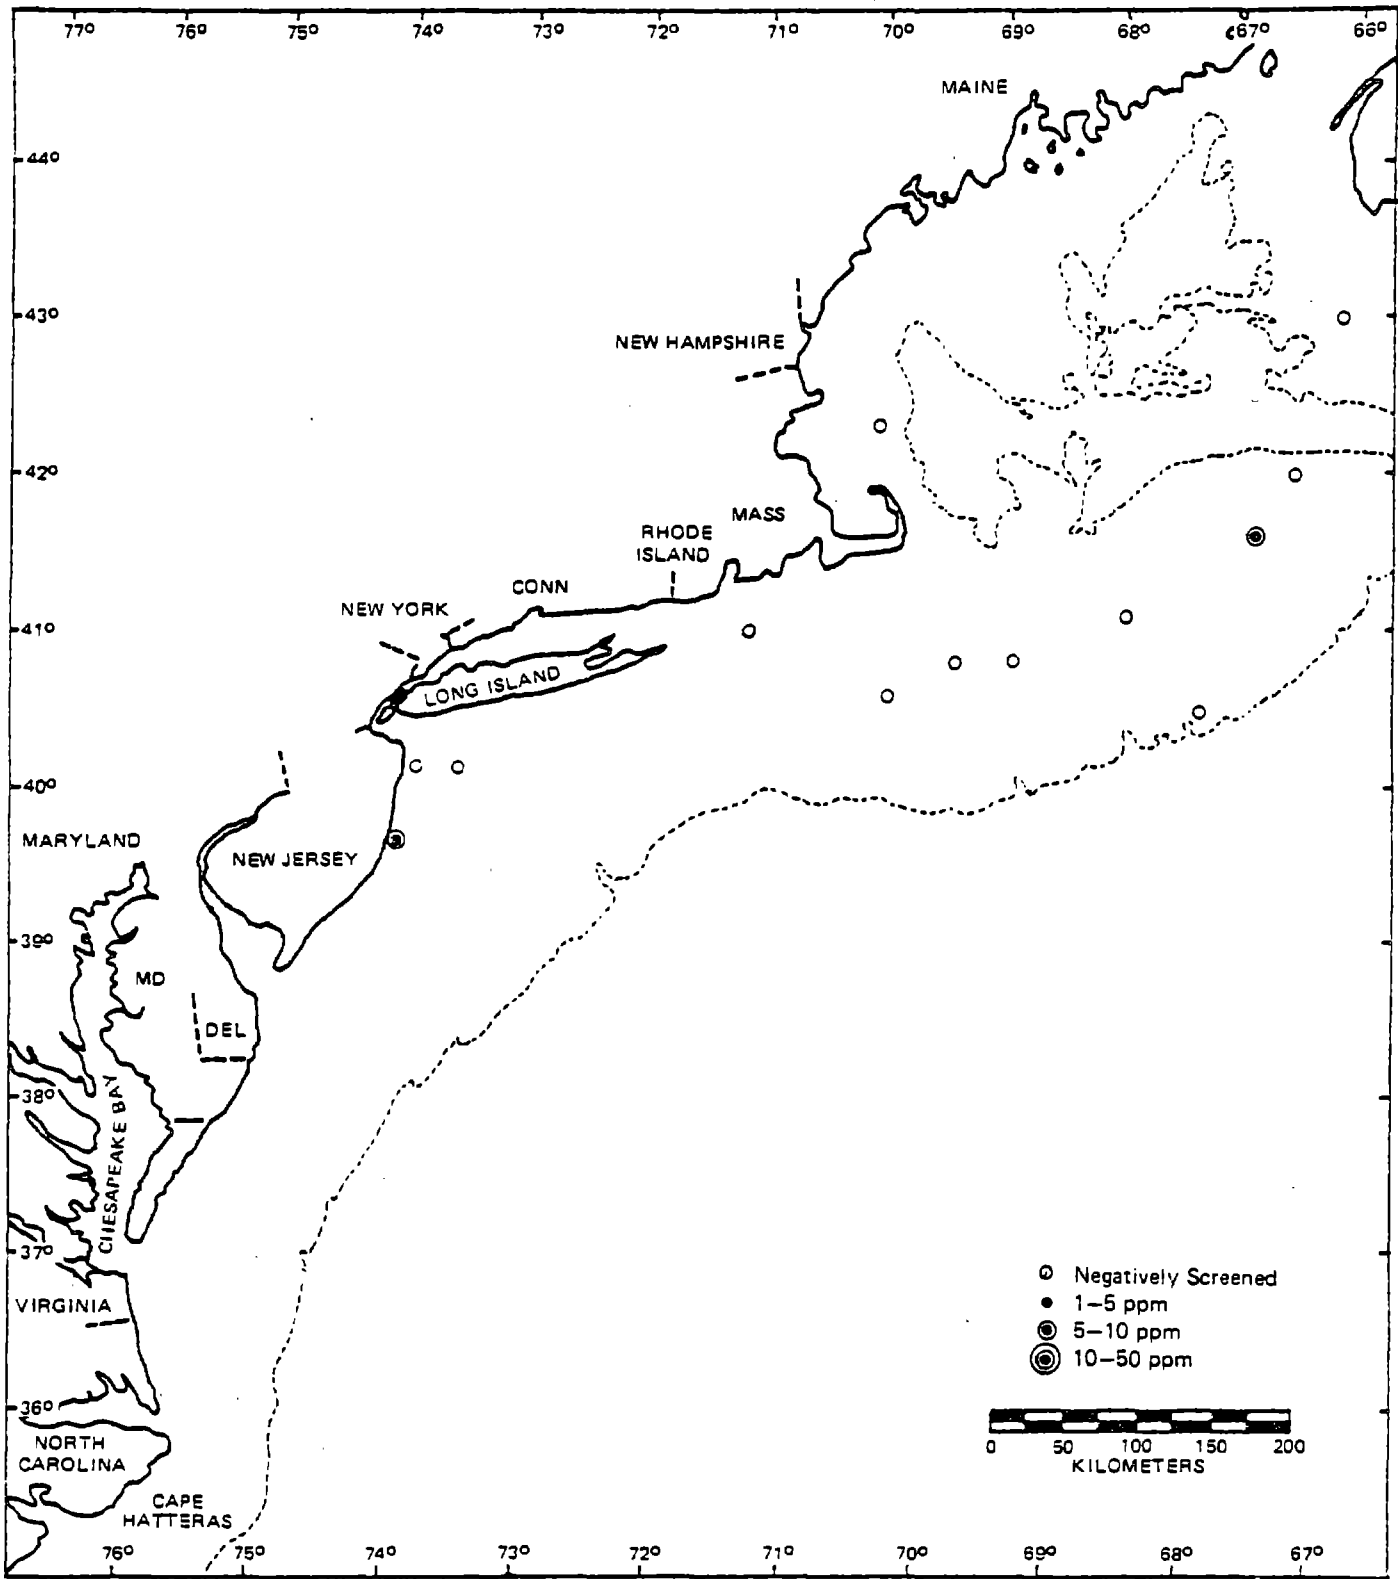 77° 76° 75° 74° 73° 72° 71° 70° 69° 68° 67° 66°
MAINE
44°
43°
NEW HAMPSHIRE
42°
MASS
RHODE
ISLAND
CONN
NEW YORK
41°
LONG ISLAND
40°
MARYLAND
NEW JERSEY
39°
MD
DEL
38°
CHESAPEAKE BAY
37°
VIRGINIA
Negatively Screened
1–5 ppm
5–10 ppm
10–50 ppm
36°
0 50 100 150 200
KILOMETERS
NORTH
CAROLINA
CAPE
HATTERAS
76° 75° 74° 73° 72° 71° 70° 69° 68° 67°